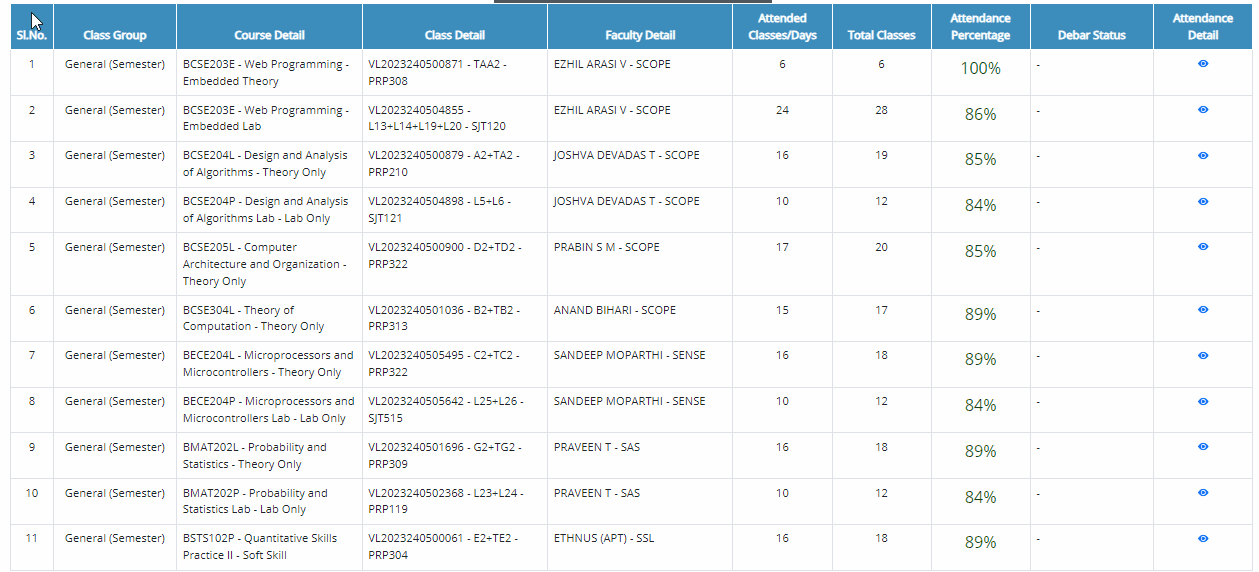 Sl.No. Class Group Course Detail Class Detail Faculty Detail Attended Classes/Days Total Classes Attendance Percentage Debar Status Attendance Detail
1 General (Semester) BCSE203E - Web Programming - Embedded Theory VL2023240500871 - TAA2 - PRP308 EZHIL ARASI V - SCOPE 6 6 100% -
2 General (Semester) BCSE203E - Web Programming - Embedded Lab VL2023240504855 - L13+L14+L19+L20 - SJT120 EZHIL ARASI V - SCOPE 24 28 86% -
3 General (Semester) BCSE204L - Design and Analysis of Algorithms - Theory Only VL2023240500879 - A2+TA2 - PRP210 JOSHVA DEVADAS T - SCOPE 16 19 85% -
4 General (Semester) BCSE204P - Design and Analysis of Algorithms Lab - Lab Only VL2023240504898 - L5+L6 - SJT121 JOSHVA DEVADAS T - SCOPE 10 12 84% -
5 General (Semester) BCSE205L - Computer Architecture and Organization - Theory Only VL2023240500900 - D2+TD2 - PRP322 PRABIN S M - SCOPE 17 20 85% -
6 General (Semester) BCSE304L - Theory of Computation - Theory Only VL2023240501036 - B2+TB2 - PRP313 ANAND BIHARI - SCOPE 15 17 89% -
7 General (Semester) BECE204L - Microprocessors and Microcontrollers - Theory Only VL2023240505495 - C2+TC2 - PRP322 SANDEEP MOPARTHI - SENSE 16 18 89% -
8 General (Semester) BECE204P - Microprocessors and Microcontrollers Lab - Lab Only VL2023240505642 - L25+L26 - SJT515 SANDEEP MOPARTHI - SENSE 10 12 84% -
9 General (Semester) BMAT202L - Probability and Statistics - Theory Only VL2023240501696 - G2+TG2 - PRP309 PRAVEEN T - SAS 16 18 89% -
10 General (Semester) BMAT202P - Probability and Statistics Lab - Lab Only VL2023240502368 - L23+L24 - PRP119 PRAVEEN T - SAS 10 12 84% -
11 General (Semester) BSTS102P - Quantitative Skills Practice II - Soft Skill VL2023240500061 - E2+TE2 - PRP304 ETHNUS (APT) - SSL 16 18 89% -